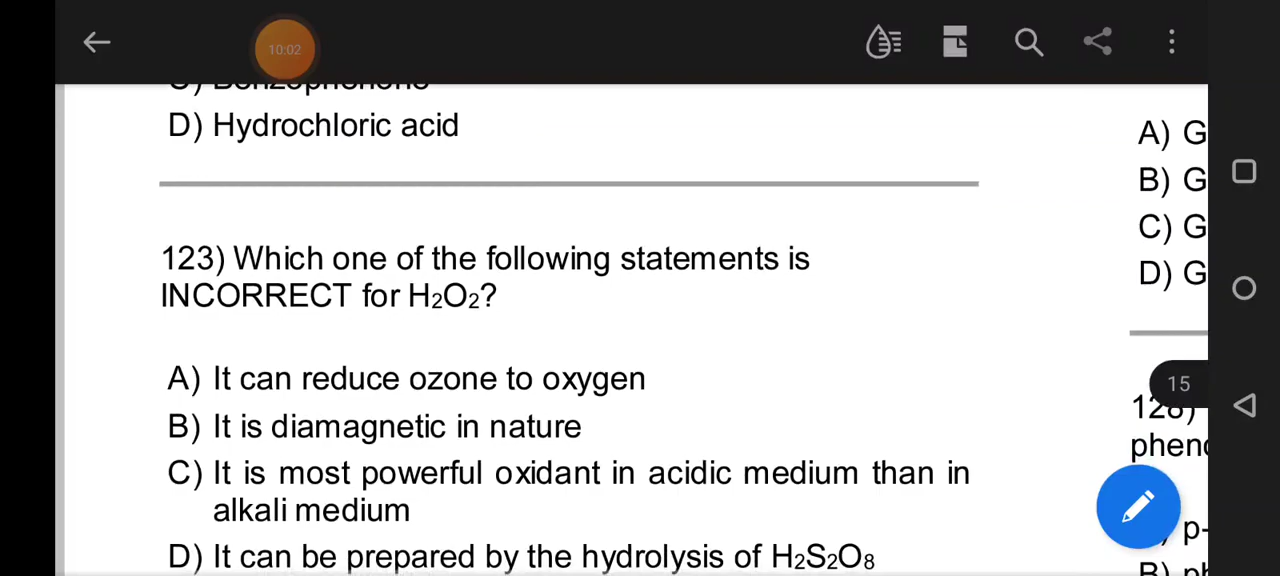 10:02
D) Hydrochloric acid
123) Which one of the following statements is
INCORRECT for H₂O₂?
A) It can reduce ozone to oxygen
B) It is diamagnetic in nature
C) It is most powerful oxidant in acidic medium than in
alkali medium
D) It can be prepared by the hydrolysis of H₂S₂O₈
A) G
B) G
C) G
D) G
15
pheno
p-